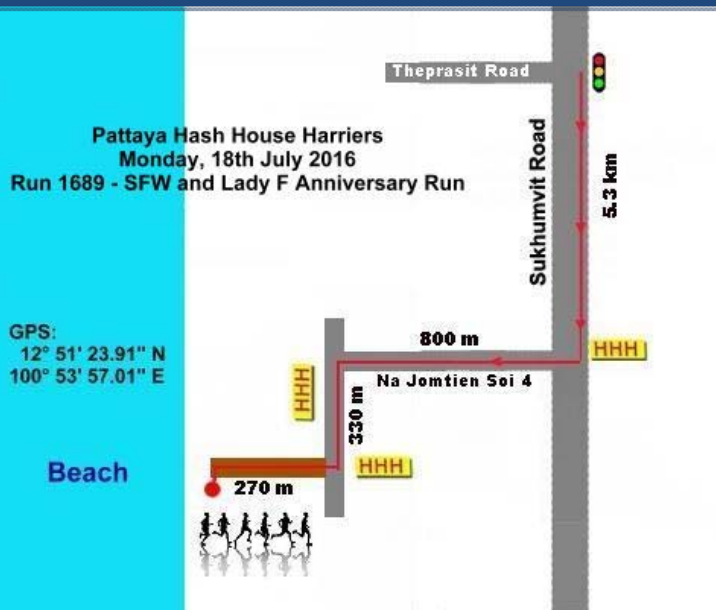 Theprasit Road
Pattaya Hash House Harriers
Monday, 18th July 2016
Run 1689 - SFW and Lady F Anniversary Run
Sukhumvit Road
5.3 km
GPS:
12° 51' 23.91" N
100° 53' 57.01" E
800 m
HHH
Na Jomtien Soi 4
HHH
330 m
HHH
Beach
270 m